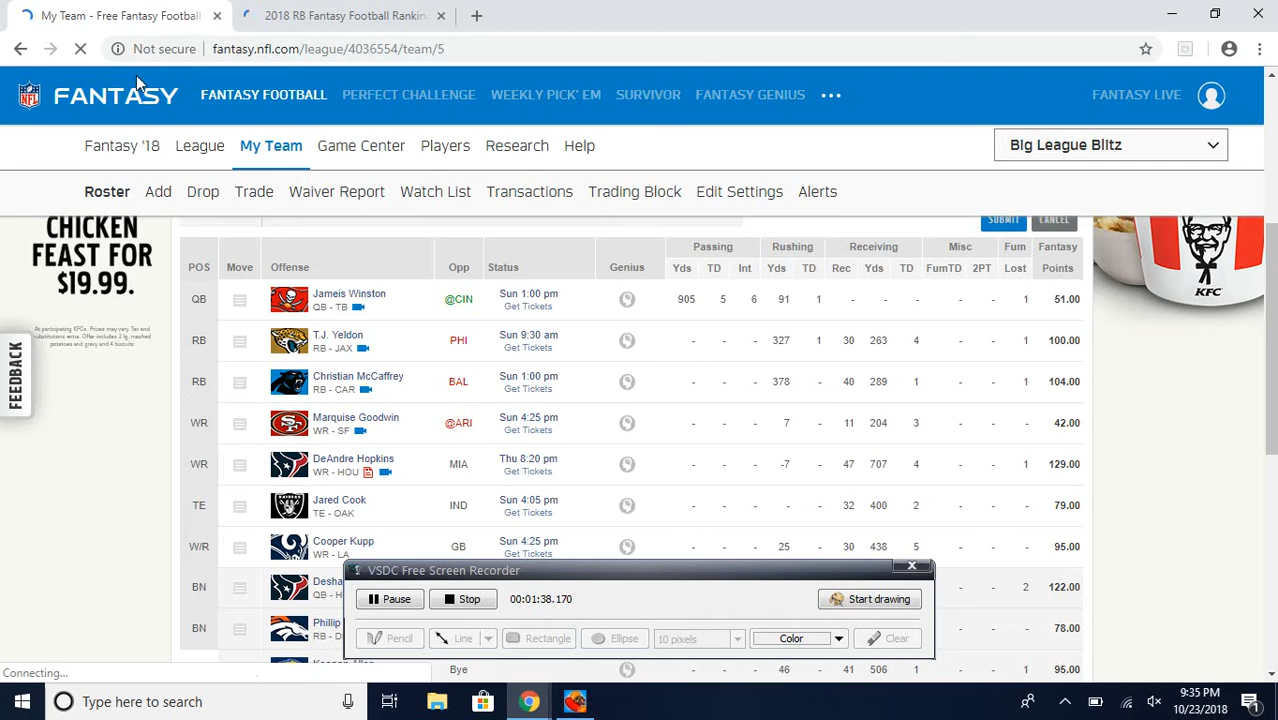 My Team - Free Fantasy Football
2018 RB Fantasy Football Rankin
Not secure
fantasy.nfl.com/league/4036554/team/5
NFL
FANTASY
FANTASY FOOTBALL PERFECT CHALLENGE WEEKLY PICK' EM SURVIVOR FANTASY GENIUS ••• FANTASY LIVE
Fantasy '18 League My Team Game Center Players Research Help Big League Blitz
Roster Add Drop Trade Waiver Report Watch List Transactions Trading Block Edit Settings Alerts
SUBMIT CANCEL
CHICKEN
FEAST FOR
$19.99.
KFC
FEEDBACK
Passing Rushing Receiving Misc Fum Fantasy
POS Move Offense Opp Status Genius Yds TD Int Yds TD Rec Yds TD FumTD 2PT Lost Points
QB Jameis Winston QB - TB @CIN Sun 1:00 pm Get Tickets 905 5 6 91 1 - - - - - 1 51.00
RB T.J. Yeldon RB - JAX PHI Sun 9:30 am Get Tickets - - - 327 1 30 263 4 - - 1 100.00
RB Christian McCaffrey RB - CAR BAL Sun 1:00 pm Get Tickets - - - 378 - 40 289 1 - - 1 104.00
WR Marquise Goodwin WR - SF @ARI Sun 4:25 pm Get Tickets - - - 7 - 11 204 3 - - - 42.00
WR DeAndre Hopkins WR - HOU MIA Thu 8:20 pm Get Tickets - - - -7 - 47 707 4 - - 1 129.00
TE Jared Cook TE - OAK IND Sun 4:05 pm Get Tickets - - - - - 32 400 2 - - - 79.00
W/R Cooper Kupp WR - LA GB Sun 4:25 pm Get Tickets - - - 25 - 30 438 5 - - - 95.00
BN Desha QB - H 2 122.00
BN Phillip RB - D 78.00
Bye - - - 46 - 41 506 1 - - 1 95.00
VSDC Free Screen Recorder
Pause Stop 00:01:38.170 Start drawing
Pencil Line Rectangle Ellipse 10 pixels Color Clear
Connecting...
Type here to search
9:35 PM
10/23/2018
1